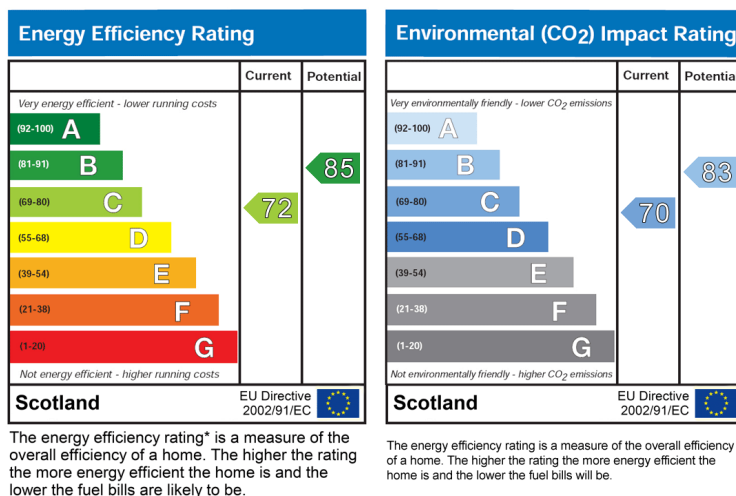 Energy Efficiency Rating
Current Potential
Very energy efficient - lower running costs
(92-100) A
(81-91) B
85
(69-80) C
72
(55-68) D
(39-54) E
(21-38) F
(1-20) G
Not energy efficient - higher running costs
Scotland
EU Directive
2002/91/EC
The energy efficiency rating* is a measure of the
overall efficiency of a home. The higher the rating
the more energy efficient the home is and the
lower the fuel bills are likely to be.
Environmental (CO2) Impact Rating
Current Potentia
Very environmentally friendly - lower CO2 emissions
(92-100) A
(81-91) B
83
(69-80) C
70
(55-68) D
(39-54) E
(21-38) F
(1-20) G
Not environmentally friendly - higher CO2 emissions
Scotland
EU Directive
2002/91/EC
The energy efficiency rating is a measure of the overall efficiency
of a home. The higher the rating the more energy efficient the
home is and the lower the fuel bills will be.